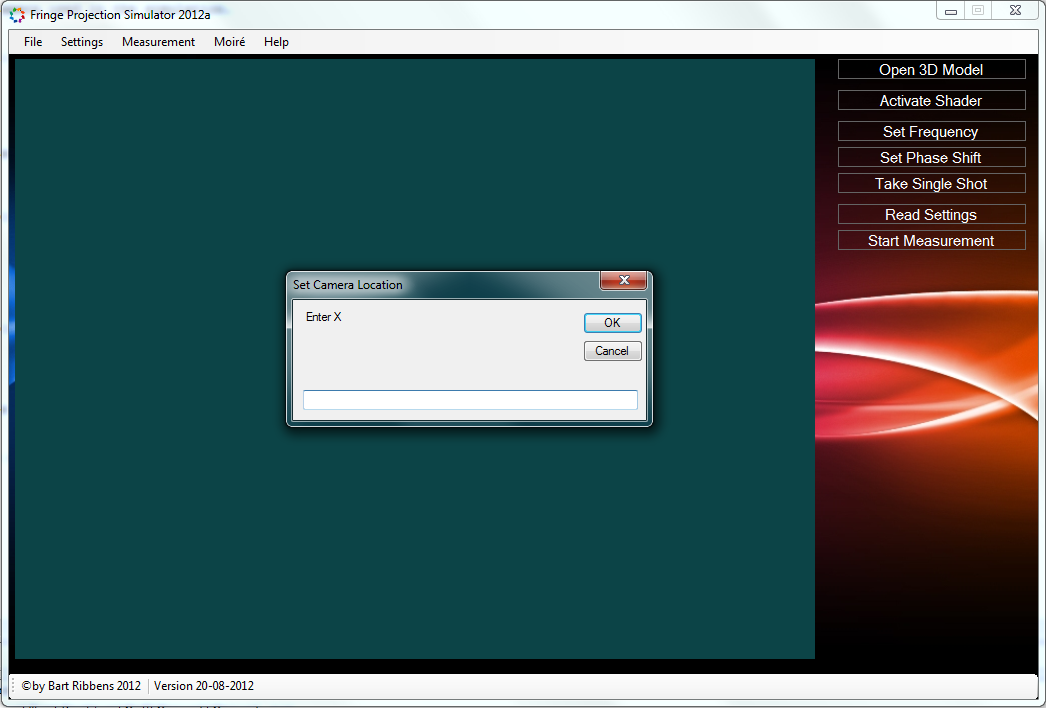 Fringe Projection Simulator 2012a
File Settings Measurement Moiré Help
Open 3D Model
Activate Shader
Set Frequency
Set Phase Shift
Take Single Shot
Read Settings
Start Measurement
Set Camera Location
Enter X
OK
Cancel
©by Bart Ribbens 2012 Version 20-08-2012